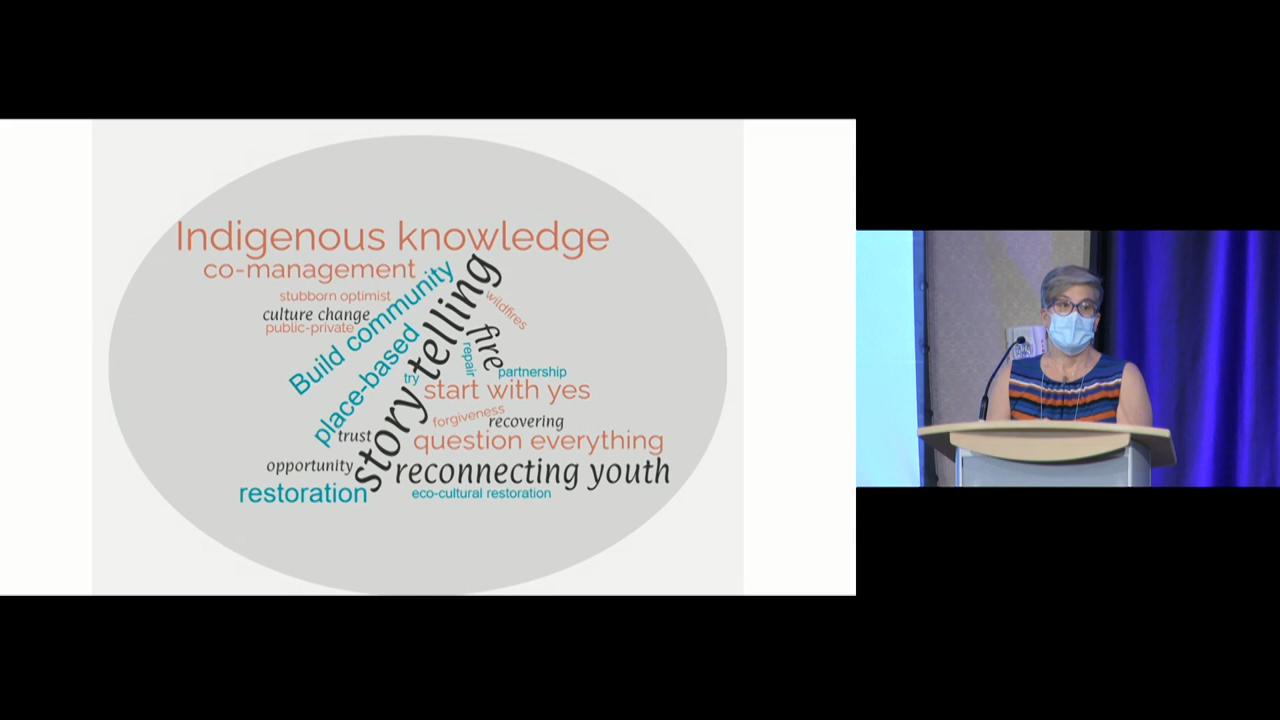 Indigenous knowledge
co-management
stubborn optimist
culture change
public-private
Build community
place-based
storytelling
wildfires
fire
repair
try
partnership
start with yes
forgiveness
recovering
trust
question everything
opportunity
reconnecting youth
restoration
eco-cultural restoration